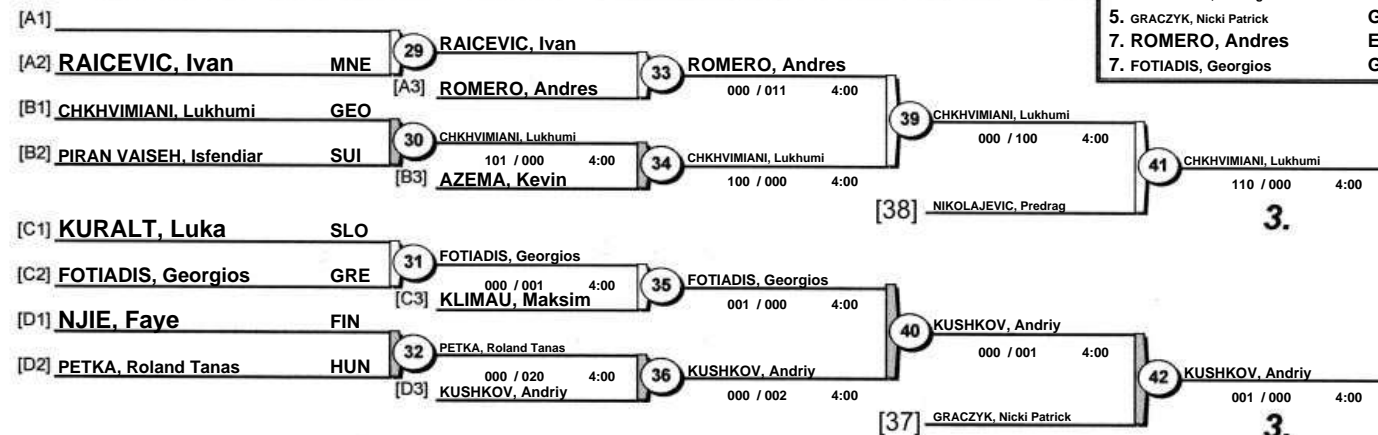 5. GRACZYK, Nicki Patrick G
7. ROMERO, Andres E
7. FOTIADIS, Georgios G
[A1]
[A2] RAICEVIC, Ivan MNE
29 RAICEVIC, Ivan
[A3] ROMERO, Andres
33 ROMERO, Andres
000 / 011 4:00
[B1] CHKHVIMIANI, Lukhumi GEO
[B2] PIRAN VAISEH, Isfendiar SUI
30 CHKHVIMIANI, Lukhumi
101 / 000 4:00
[B3] AZEMA, Kevin
34 CHKHVIMIANI, Lukhumi
100 / 000 4:00
39 CHKHVIMIANI, Lukhumi
000 / 100 4:00
[38] NIKOLAJEVIC, Predrag
41 CHKHVIMIANI, Lukhumi
110 / 000 4:00
3.
[C1] KURALT, Luka SLO
[C2] FOTIADIS, Georgios GRE
31 FOTIADIS, Georgios
000 / 001 4:00
[C3] KLIMAU, Maksim
35 FOTIADIS, Georgios
001 / 000 4:00
[D1] NJIE, Faye FIN
[D2] PETKA, Roland Tanas HUN
32 PETKA, Roland Tanas
000 / 020 4:00
[D3] KUSHKOV, Andriy
36 KUSHKOV, Andriy
000 / 002 4:00
40 KUSHKOV, Andriy
000 / 001 4:00
[37] GRACZYK, Nicki Patrick
42 KUSHKOV, Andriy
001 / 000 4:00
3.